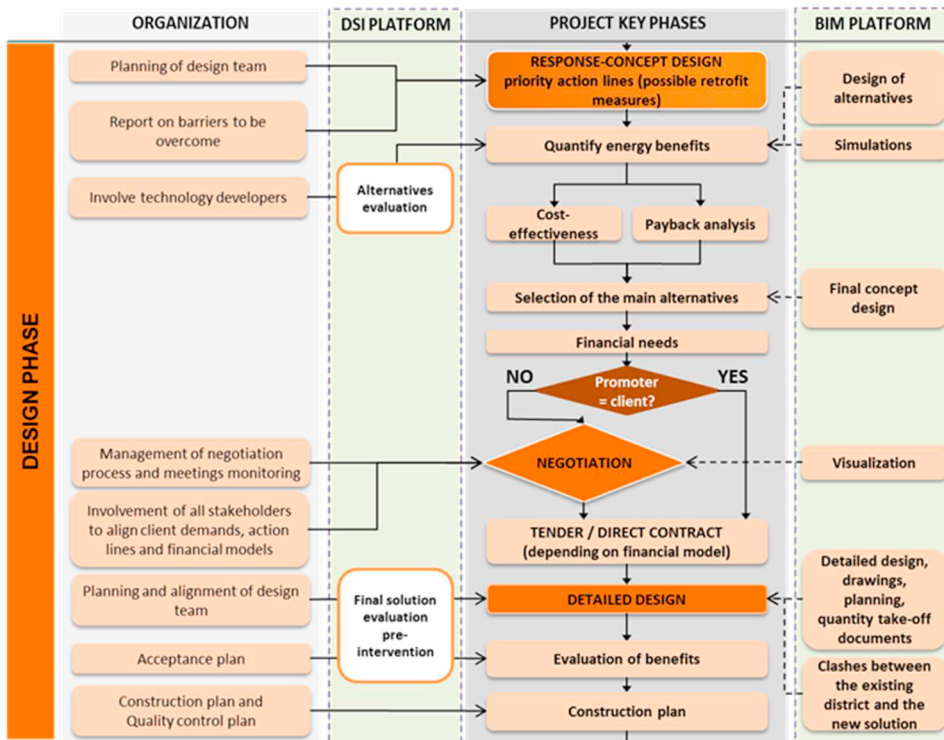 ORGANIZATION
DSI PLATFORM
PROJECT KEY PHASES
BIM PLATFORM
DESIGN PHASE
Planning of design team
Report on barriers to be
overcome
Involve technology developers
Management of negotiation
process and meetings monitoring
Involvement of all stakeholders
to align client demands, action
lines and financial models
Planning and alignment of design
team
Acceptance plan
Construction plan and
Quality control plan
Alternatives
evaluation
Final solution
evaluation
pre-
intervention
RESPONSE-CONCEPT DESIGN
priority action lines (possible retrofit
measures)
Quantify energy benefits
Cost-
effectiveness
Payback analysis
Selection of the main alternatives
Financial needs
NO
Promoter
= client?
YES
NEGOTIATION
TENDER / DIRECT CONTRACT
(depending on financial model)
DETAILED DESIGN
Evaluation of benefits
Construction plan
Design of
alternatives
Simulations
Final concept
design
Visualization
Detailed design,
drawings,
planning,
quantity take-off
documents
Clashes between
the existing
district and the
new solution